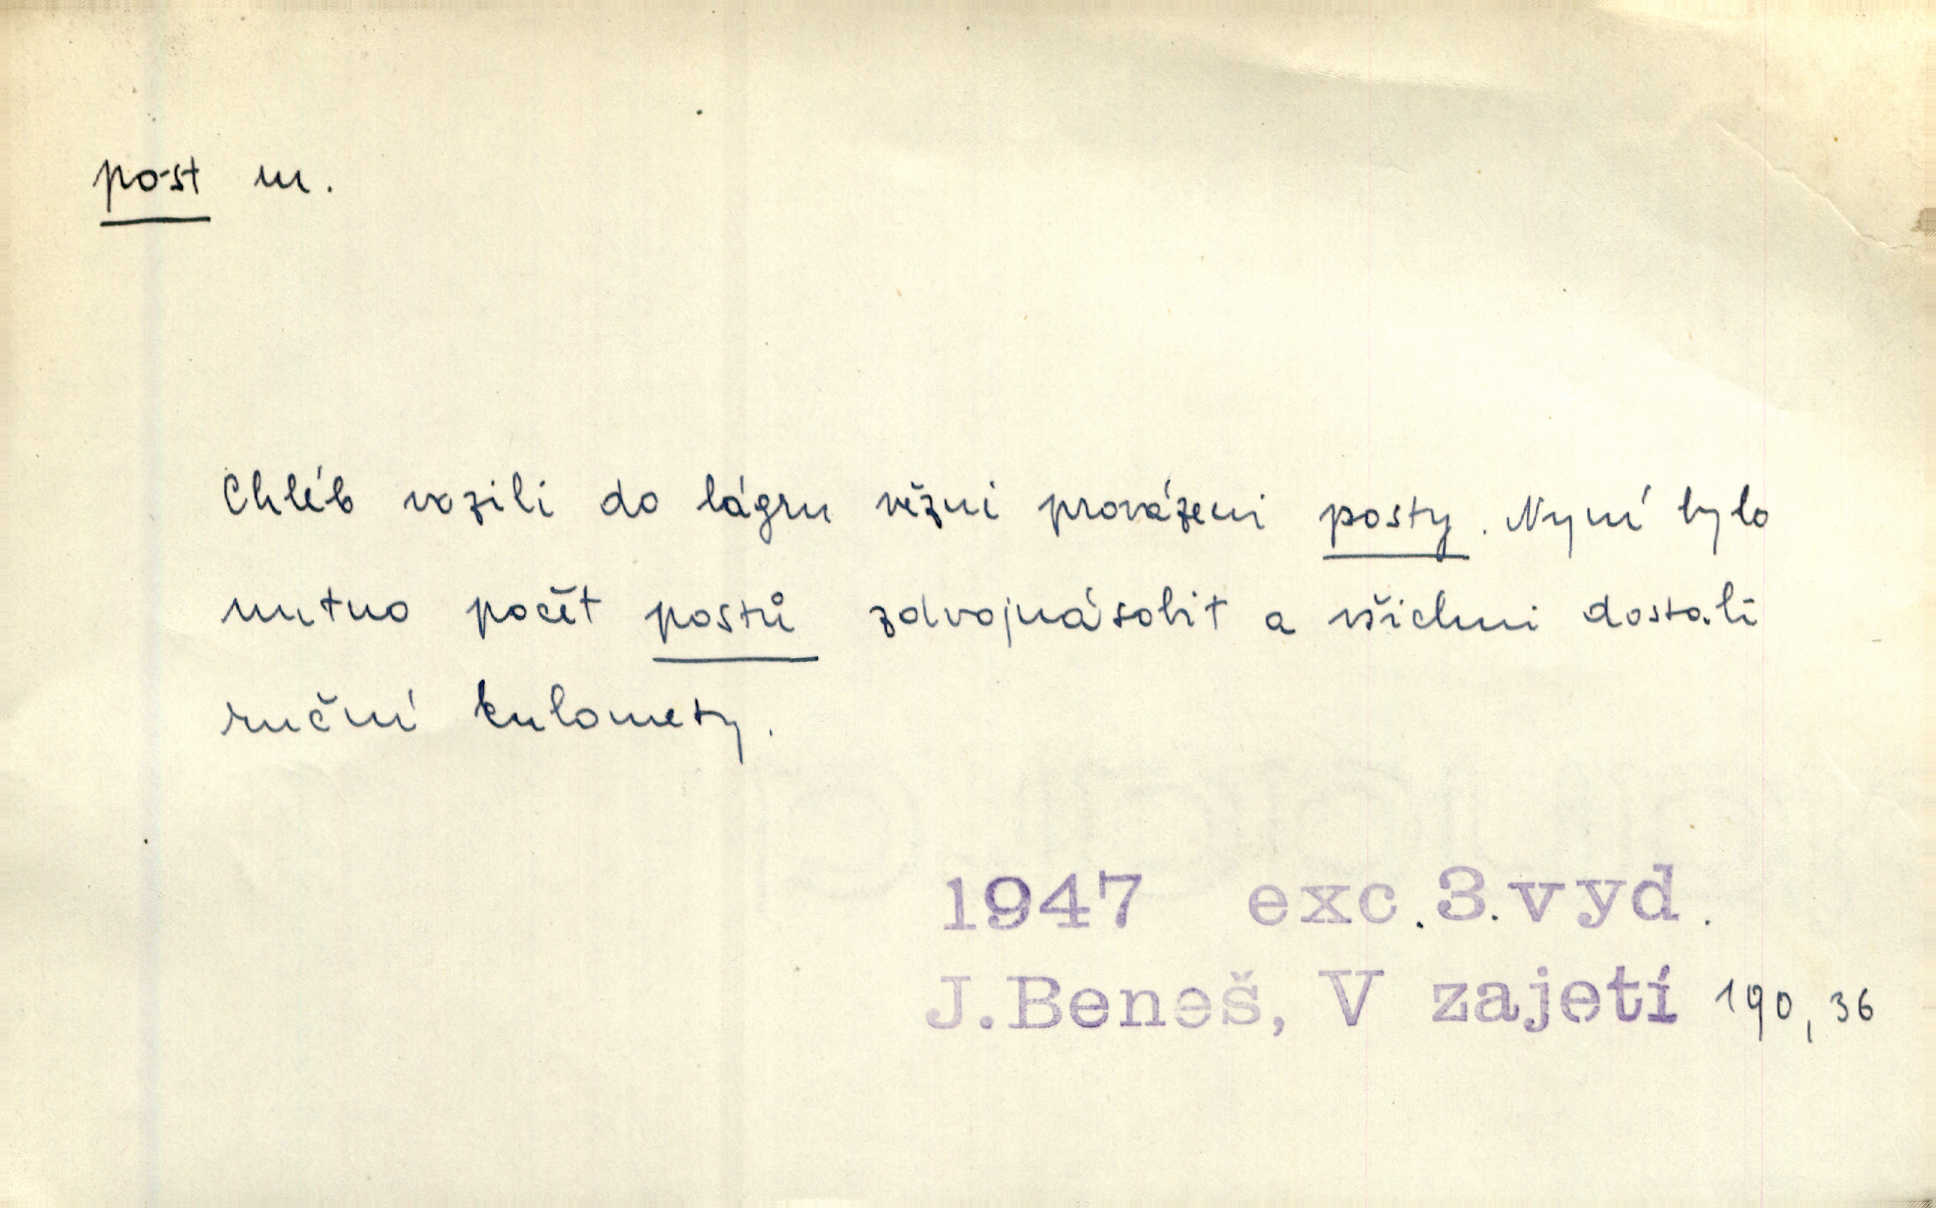 post m.
Chléb vozili do lágru vězni provázeni posty. Nyní bylo
nutno počet postů zdvojnásobit a všichni dostali
ruční kulomety.
1947 exc.3.vyd.
J.Beneš, V zajetí 190,36